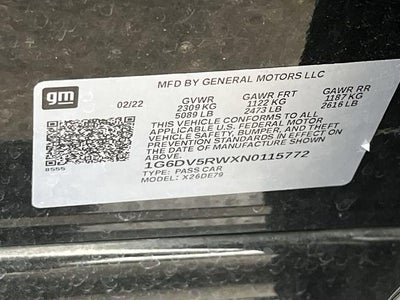 MFD BY GENERAL MOTORS LLC
gm
02/22
GVWR
2309 KG
5089 LB
GAWR FRT
1122 KG
2473 LB
GAWR RR
1187 KG
2616 LB
THIS VEHICLE CONFORMS TO ALL
APPLICABLE U.S. FEDERAL MOTOR
VEHICLE SAFETY, BUMPER, AND THEFT
PREVENTION STANDARDS IN EFFECT ON
THE DATE OF MANUFACTURE SHOWN
ABOVE.
1G6DV5RWXN0115772
TYPE: PASS CAR
MODEL: X26DE79
8555